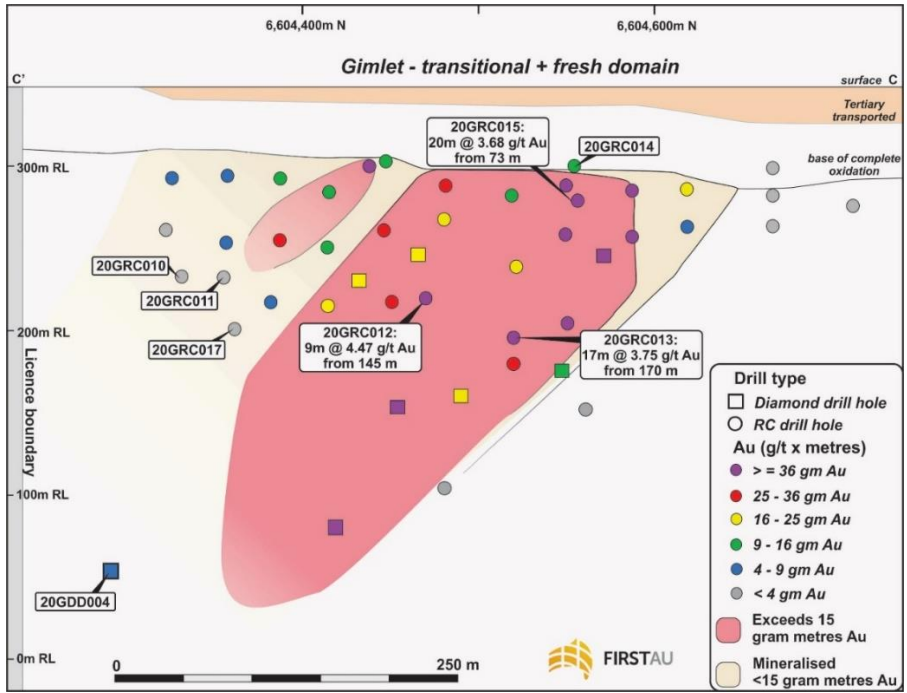 6,604,400m N
6,604,600m N
Gimlet - transitional + fresh domain
C'
surface C
Tertiary
transported
20GRC015:
20m @ 3.68 g/t Au
from 73 m
20GRC014
300m RL
base of complete
oxidation
20GRC010
20GRC011
20GRC017
200m RL
20GRC012:
9m @ 4.47 g/t Au
from 145 m
20GRC013:
17m @ 3.75 g/t Au
from 170 m
Licence boundary
100m RL
20GDD004
0m RL
0
250 m
FIRSTAU
Drill type
Diamond drill hole
RC drill hole
Au (g/t x metres)
> = 36 gm Au
25 - 36 gm Au
16 - 25 gm Au
9 - 16 gm Au
4 - 9 gm Au
< 4 gm Au
Exceeds 15
gram metres Au
Mineralised
<15 gram metres Au